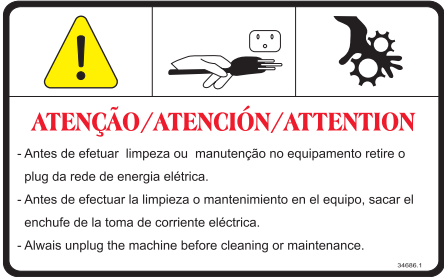 ATENÇÃO/ATENCIÓN/ATTENTION
- Antes de efetuar limpeza ou manutenção no equipamento retire o
plug da rede de energia elétrica.
- Antes de efectuar la limpieza o mantenimiento en el equipo, sacar el
enchufe de la toma de corriente eléctrica.
- Alwais unplug the machine before cleaning or maintenance.
34686.1